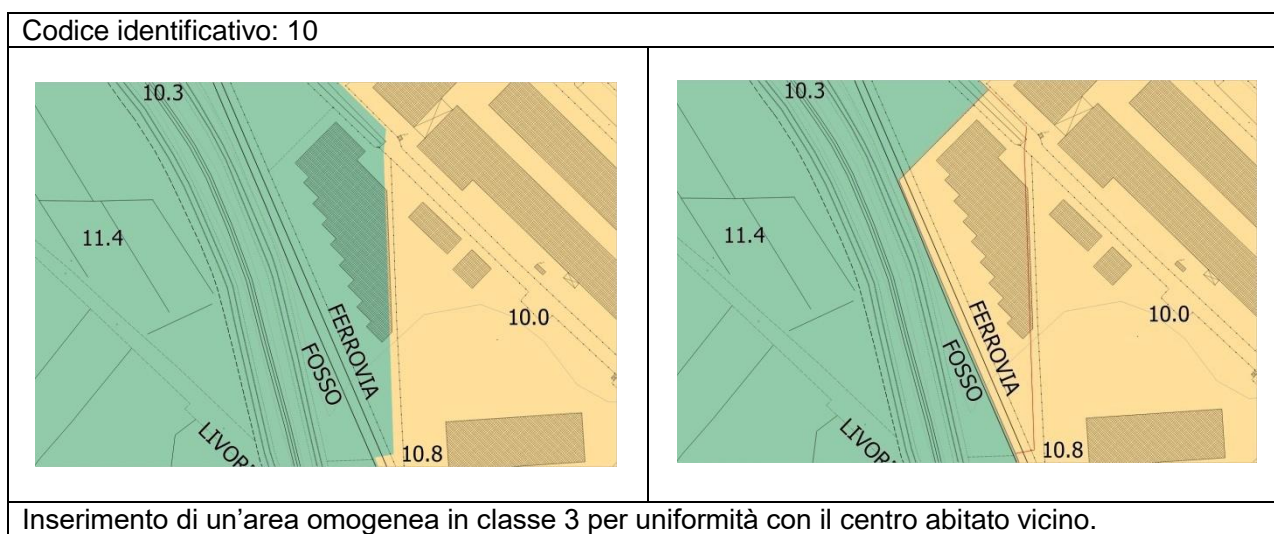 Codice identificativo: 10
10.3
11.4
10.0
FERROVIA
FOSSO
10.8
10.3
11.4
10.0
FERROVIA
FOSSO
10.8
Inserimento di un’area omogenea in classe 3 per uniformità con il centro abitato vicino.